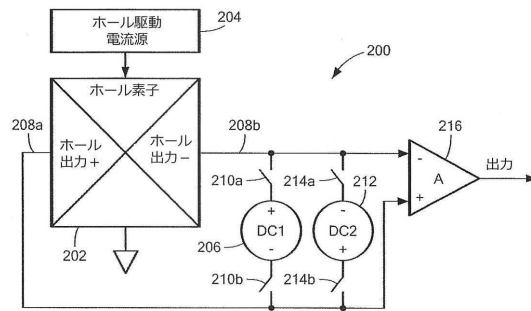 ホール駆動
電流源
204
200
ホール素子
208a
ホール
出力+
ホール
出力−
208b
216
210a
214a
212
-
A
+
出力
+
DC1
-
-
DC2
+
206
210b
214b
202